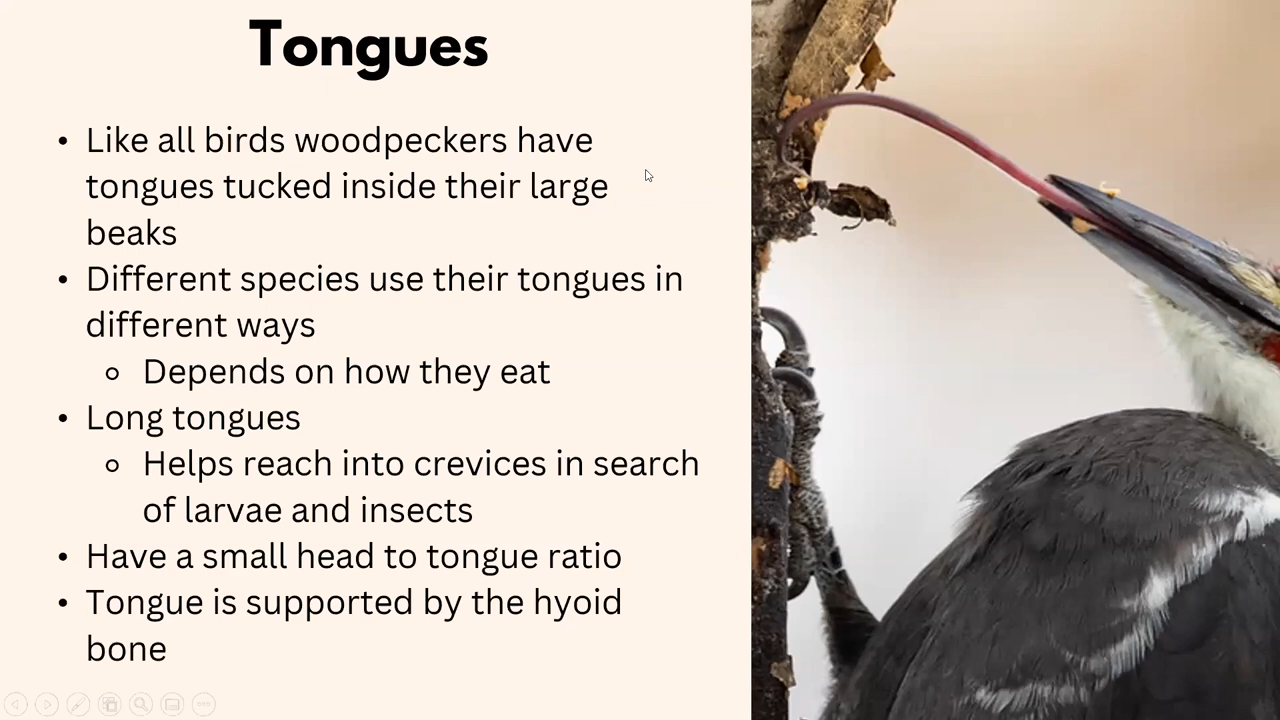 Tongues
• Like all birds woodpeckers have
tongues tucked inside their large
beaks
• Different species use their tongues in
different ways
◦ Depends on how they eat
• Long tongues
◦ Helps reach into crevices in search
of larvae and insects
• Have a small head to tongue ratio
• Tongue is supported by the hyoid
bone